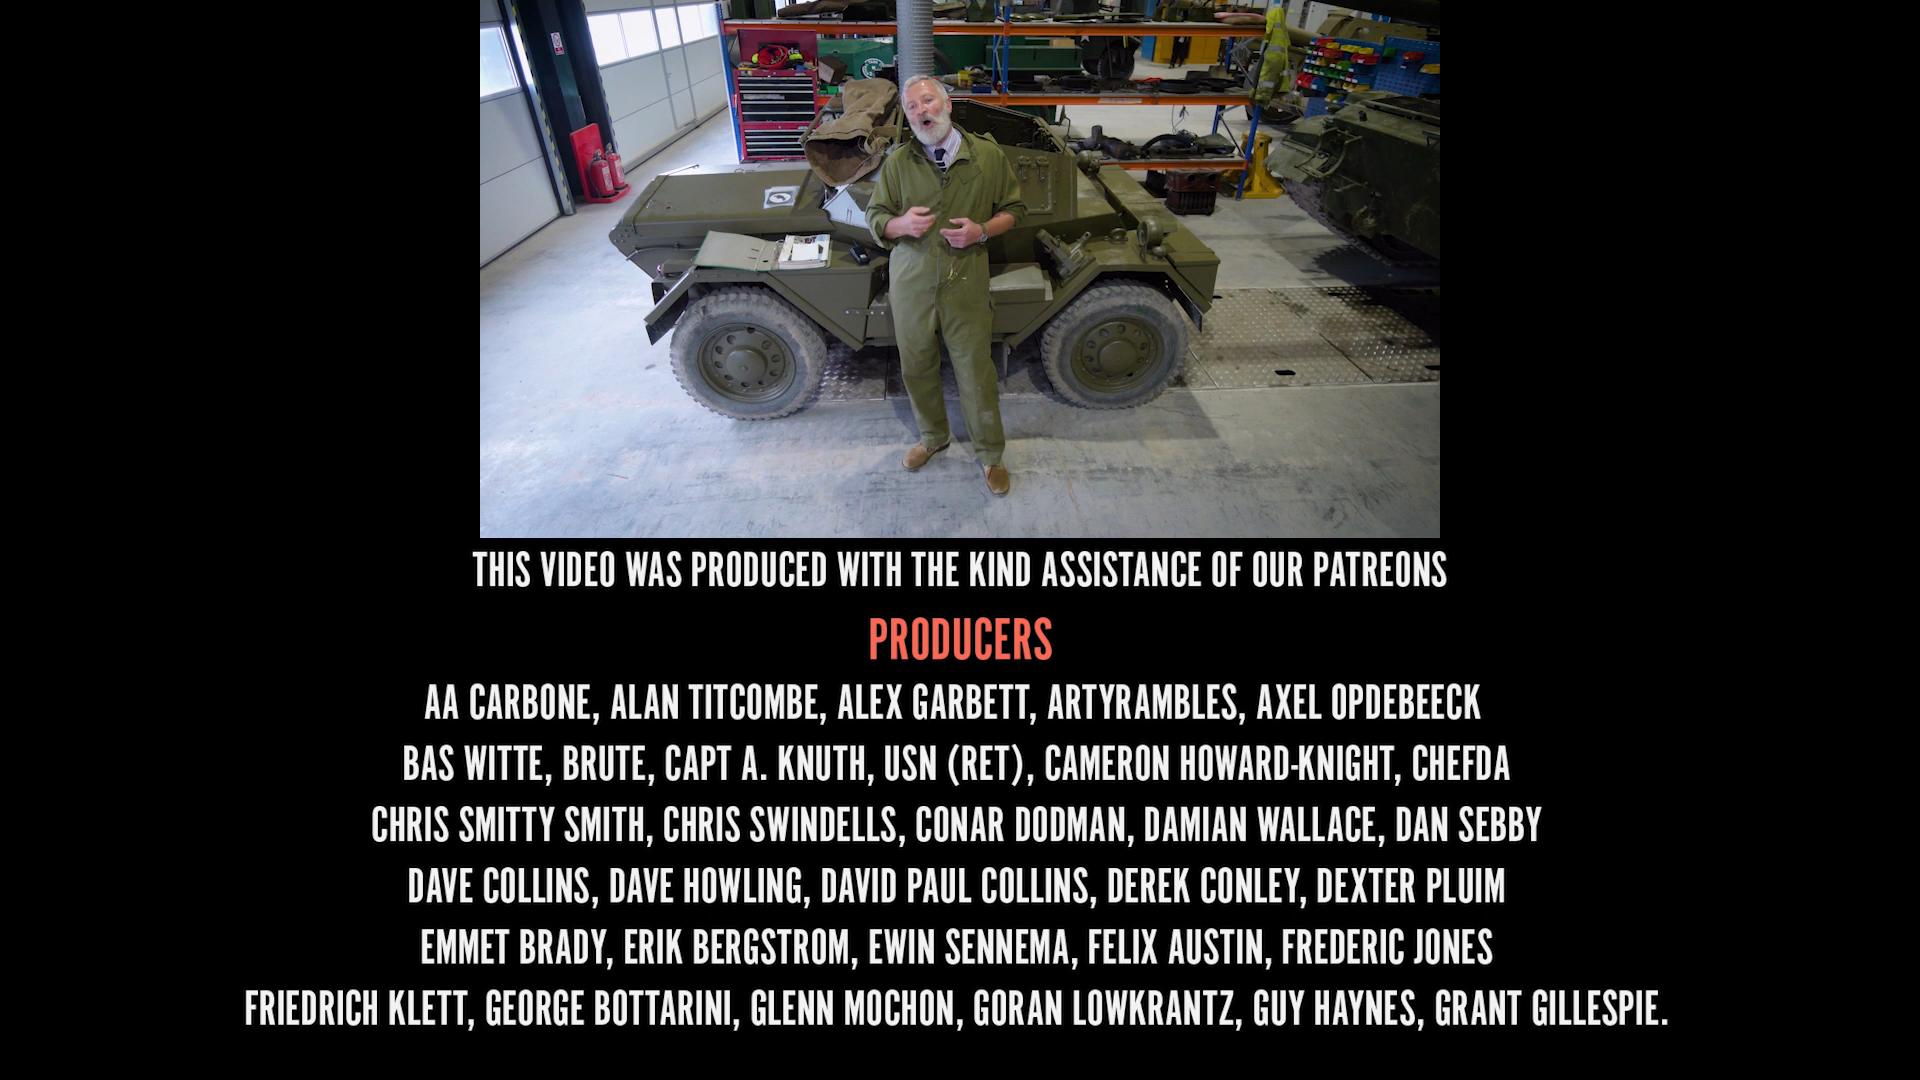 THIS VIDEO WAS PRODUCED WITH THE KIND ASSISTANCE OF OUR PATREONS
PRODUCERS
AA CARBONE, ALAN TITCOMBE, ALEX GARBETT, ARTYRAMBLES, AXEL OPDEBEECK
BAS WITTE, BRUTE, CAPT A. KNUTH, USN (RET), CAMERON HOWARD-KNIGHT, CHEFDA
CHRIS SMITTY SMITH, CHRIS SWINDELLS, CONAR DODMAN, DAMIAN WALLACE, DAN SEBBY
DAVE COLLINS, DAVE HOWLING, DAVID PAUL COLLINS, DEREK CONLEY, DEXTER PLUIM
EMMET BRADY, ERIK BERGSTROM, EWIN SENNEMA, FELIX AUSTIN, FREDERIC JONES
FRIEDRICH KLETT, GEORGE BOTTARINI, GLENN MOCHON, GORAN LOWKRANTZ, GUY HAYNES, GRANT GILLESPIE.